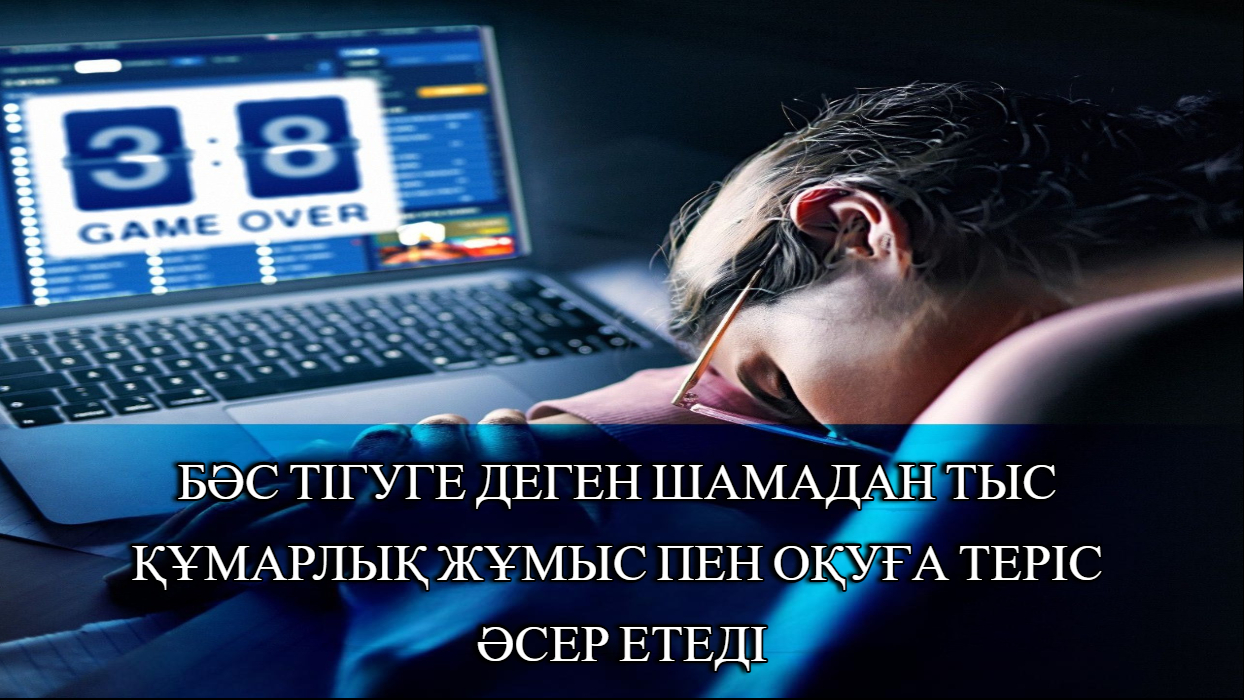 3:8
GAME OVER
БӘС ТІГУГЕ ДЕГЕН ШАМАДАН ТЫС
ҚҰМАРЛЫҚ ЖҰМЫС ПЕН ОҚУҒА ТЕРІС
ӘСЕР ЕТЕДІ